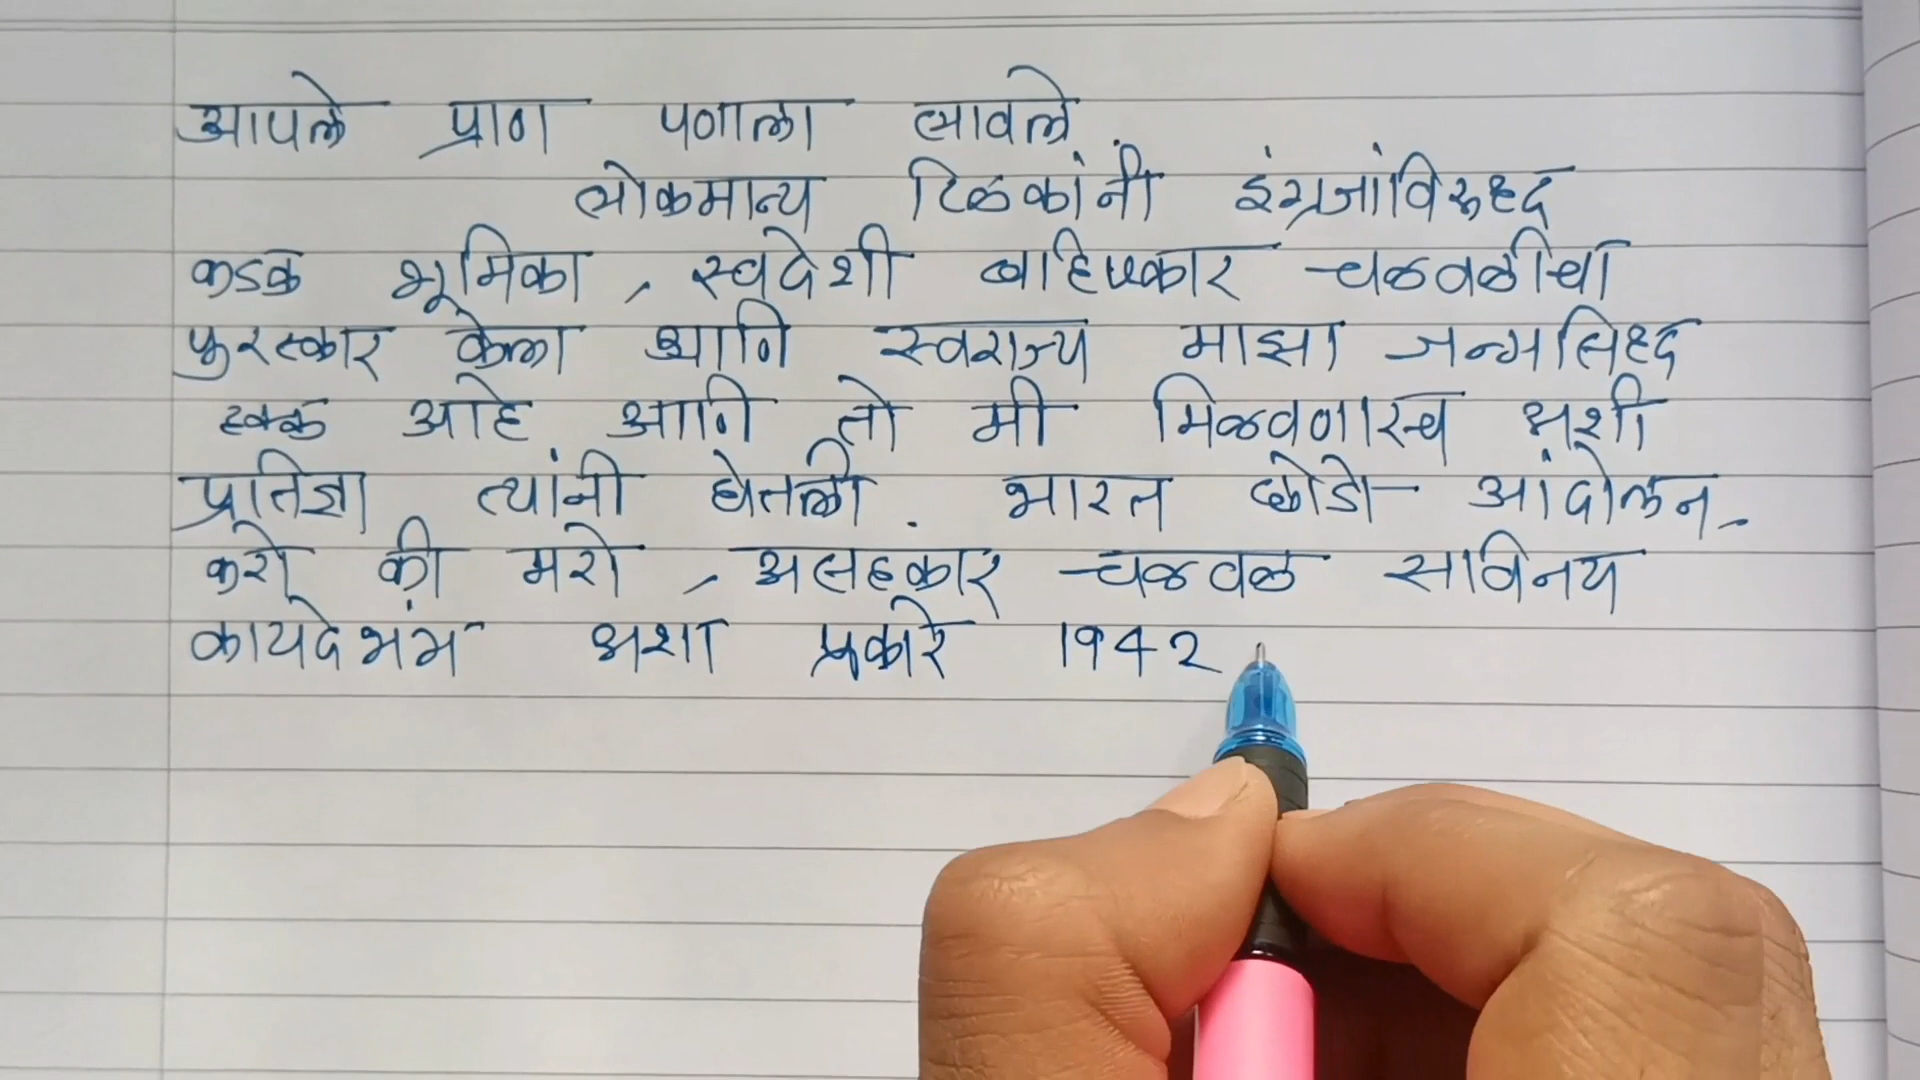 आपले प्राण पणाला लावले.
लोकमान्य टिळकांनी इंग्रजांविरुद्ध
कडक भूमिका, स्वदेशी बहिष्कार चळवळीचा
पुरस्कार केला आणि स्वराज्य माझा जन्मसिद्ध
हक्क आहे आणि तो मी मिळवणारच अशी
प्रतिज्ञा त्यांनी घेतली. भारत छोडो आंदोलन,
करो की मरो, असहकार चळवळ सविनय
कायदेभंग अशा प्रकारे 1942